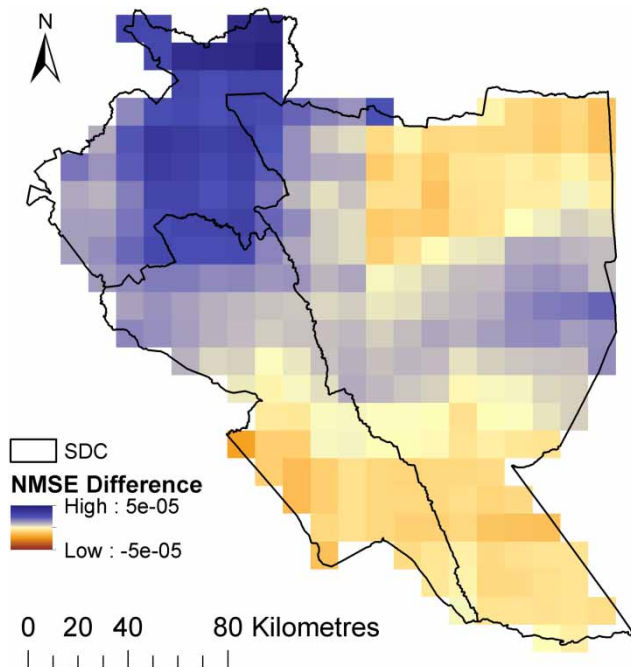 N
SDC
NMSE Difference
High : 5e-05
Low : -5e-05
0 20 40 80 Kilometres